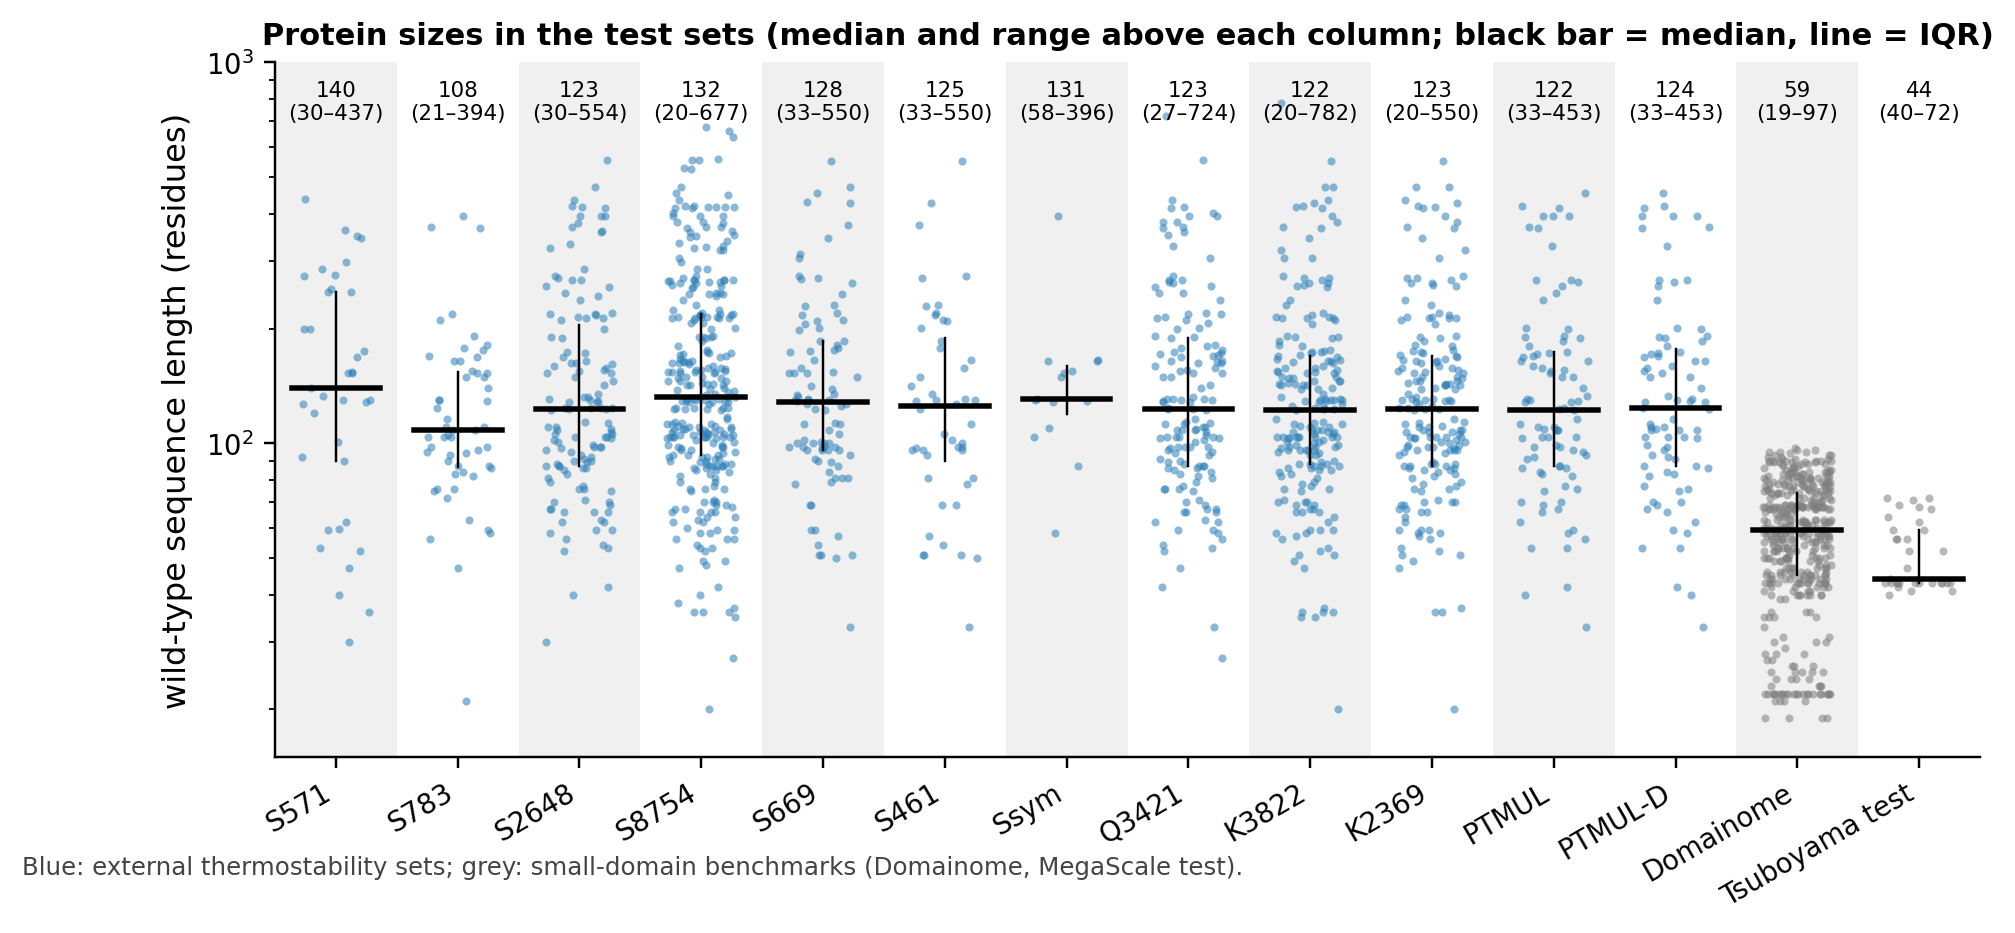 Protein sizes in the test sets (median and range above each column; black bar = median, line = IQR)
wild-type sequence length (residues)
10³
10²
140 108 123 132 128 125 131 123 122 123 122 124 59 44
(30–437) (21–394) (30–554) (20–677) (33–550) (33–550) (58–396) (27–724) (20–782) (20–550) (33–453) (33–453) (19–97) (40–72)
S571 S783 S2648 S8754 S669 S461 Ssym Q3421 K3822 K2369 PTMUL PTMUL-D Domainome Tsuboyama test
Blue: external thermostability sets; grey: small-domain benchmarks (Domainome, MegaScale test).